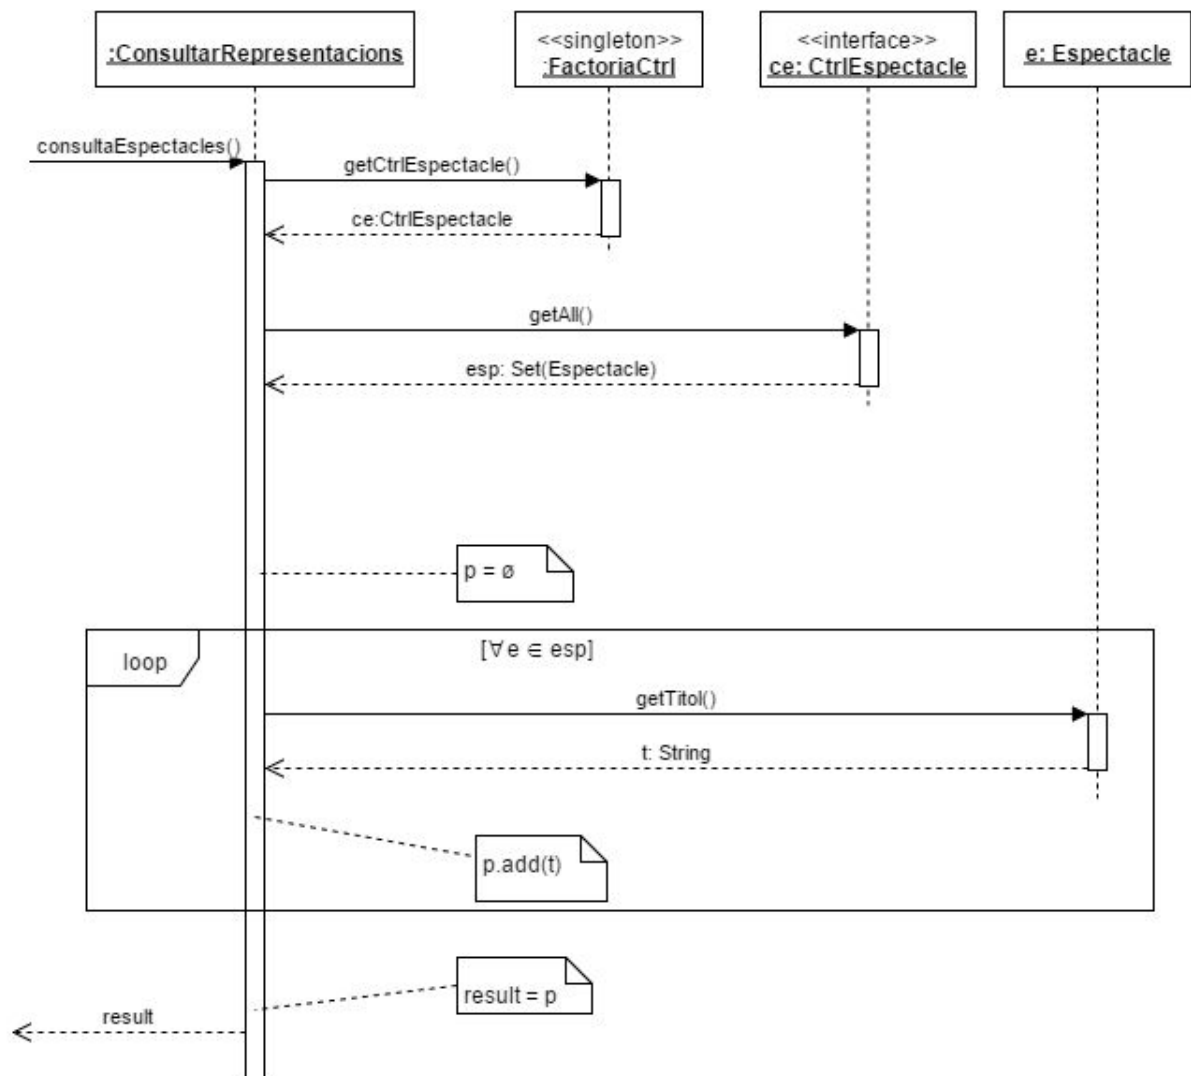 :ConsultarRepresentacions
<<singleton>>
:FactoriaCtrl
<<interface>>
ce: CtrlEspectacle
e: Espectacle
consultaEspectacles()
getCtrlEspectacle()
ce:CtrlEspectacle
getAll()
esp: Set(Espectacle)
p = ø
loop
[∀e ∈ esp]
getTitol()
t: String
p.add(t)
result = p
result